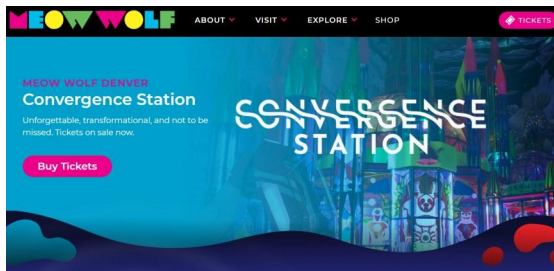 MEOW WOLF
ABOUT
VISIT
EXPLORE
SHOP
TICKETS
MEOW WOLF DENVER
Convergence Station
Unforgettable, transformational, and not to be
missed. Tickets on sale now.
Buy Tickets
CONVERGENCE
STATION